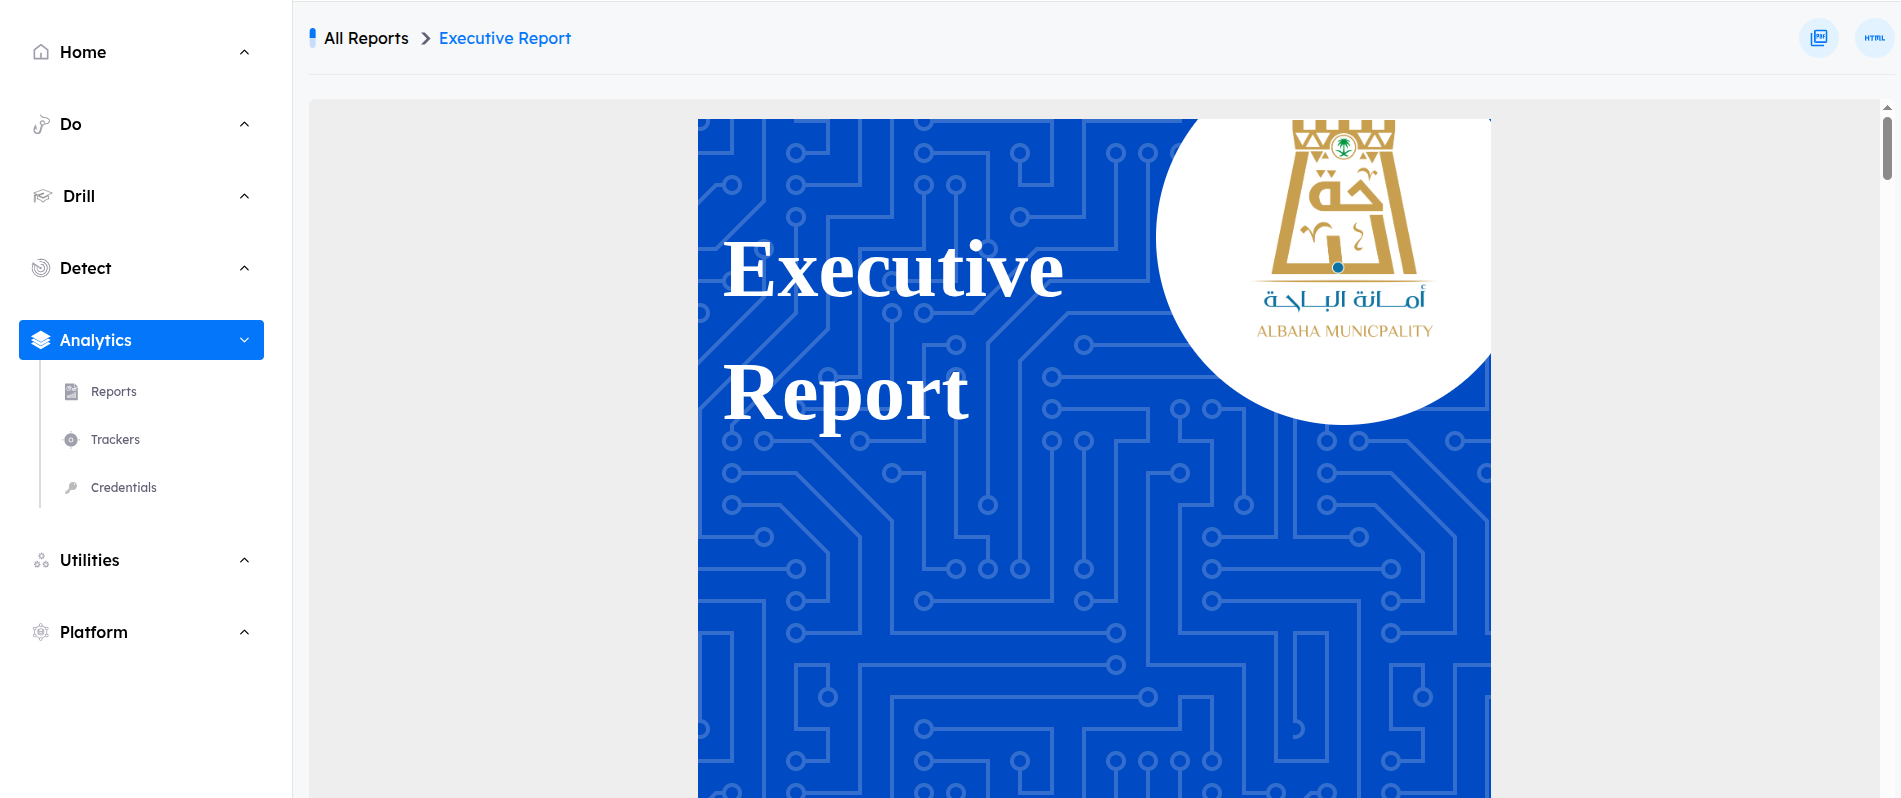 Home
Do
Drill
Detect
Analytics
Reports
Trackers
Credentials
Utilities
Platform
All Reports > Executive Report
PDF
HTML
Executive
Report
أمانة الباحة
ALBAHA MUNICPALITY